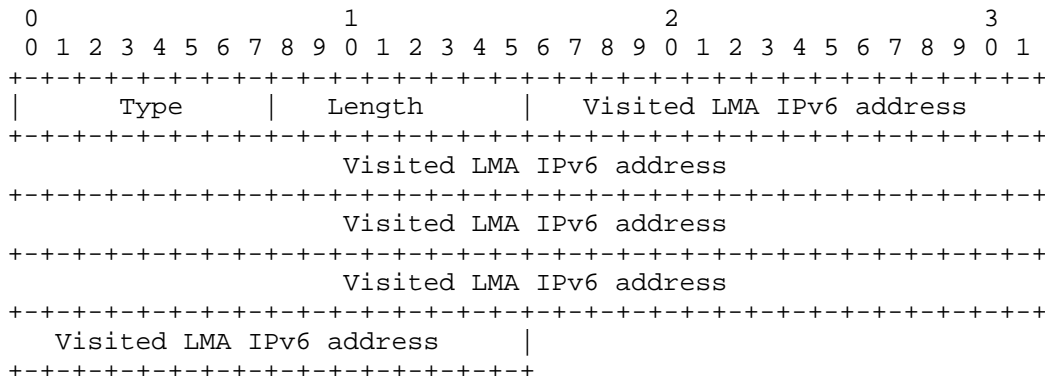 0                   1                   2                   3
 0 1 2 3 4 5 6 7 8 9 0 1 2 3 4 5 6 7 8 9 0 1 2 3 4 5 6 7 8 9 0 1
+-+-+-+-+-+-+-+-+-+-+-+-+-+-+-+-+-+-+-+-+-+-+-+-+-+-+-+-+-+-+-+-+
|      Type     |   Length      |   Visited LMA IPv6 address
+-+-+-+-+-+-+-+-+-+-+-+-+-+-+-+-+-+-+-+-+-+-+-+-+-+-+-+-+-+-+-+-+
                     Visited LMA IPv6 address
+-+-+-+-+-+-+-+-+-+-+-+-+-+-+-+-+-+-+-+-+-+-+-+-+-+-+-+-+-+-+-+-+
                     Visited LMA IPv6 address
+-+-+-+-+-+-+-+-+-+-+-+-+-+-+-+-+-+-+-+-+-+-+-+-+-+-+-+-+-+-+-+-+
                     Visited LMA IPv6 address
+-+-+-+-+-+-+-+-+-+-+-+-+-+-+-+-+-+-+-+-+-+-+-+-+-+-+-+-+-+-+-+-+
   Visited LMA IPv6 address     |
+-+-+-+-+-+-+-+-+-+-+-+-+-+-+-+-+